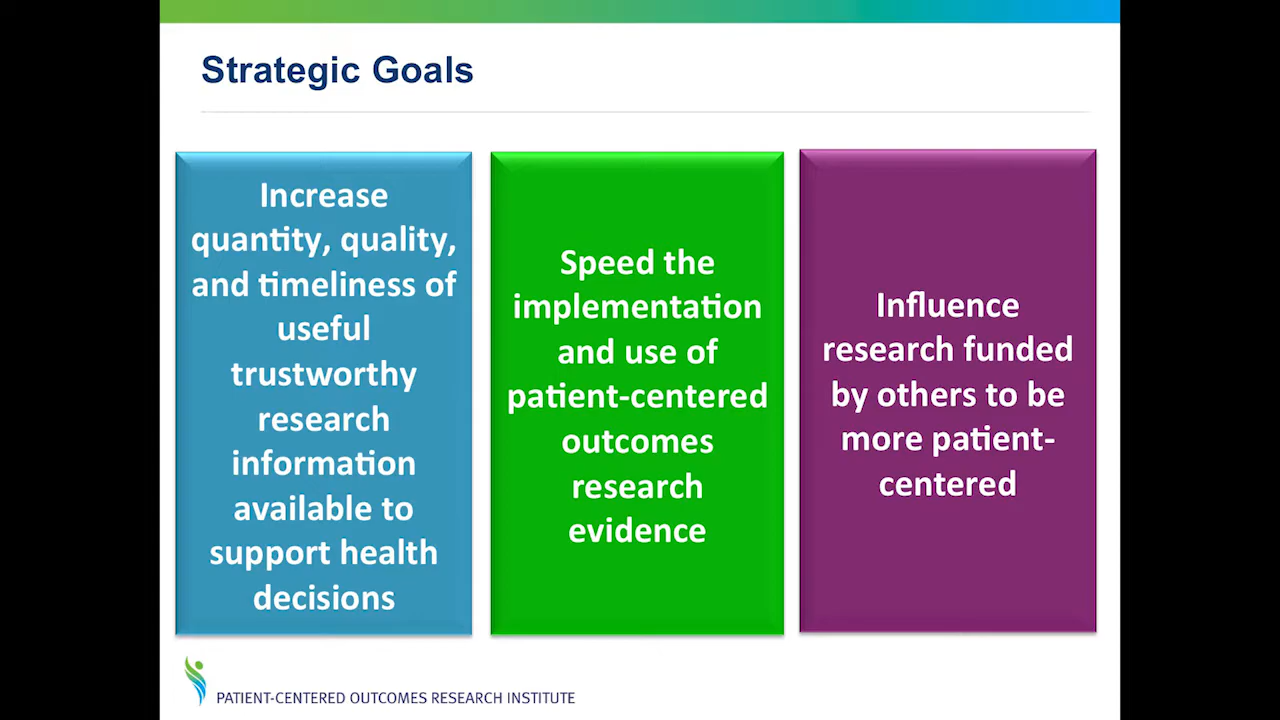 Strategic Goals
Increase
quantity, quality,
and timeliness of
useful
trustworthy
research
information
available to
support health
decisions
Speed the
implementation
and use of
patient-centered
outcomes
research
evidence
Influence
research funded
by others to be
more patient-
centered
PATIENT-CENTERED OUTCOMES RESEARCH INSTITUTE